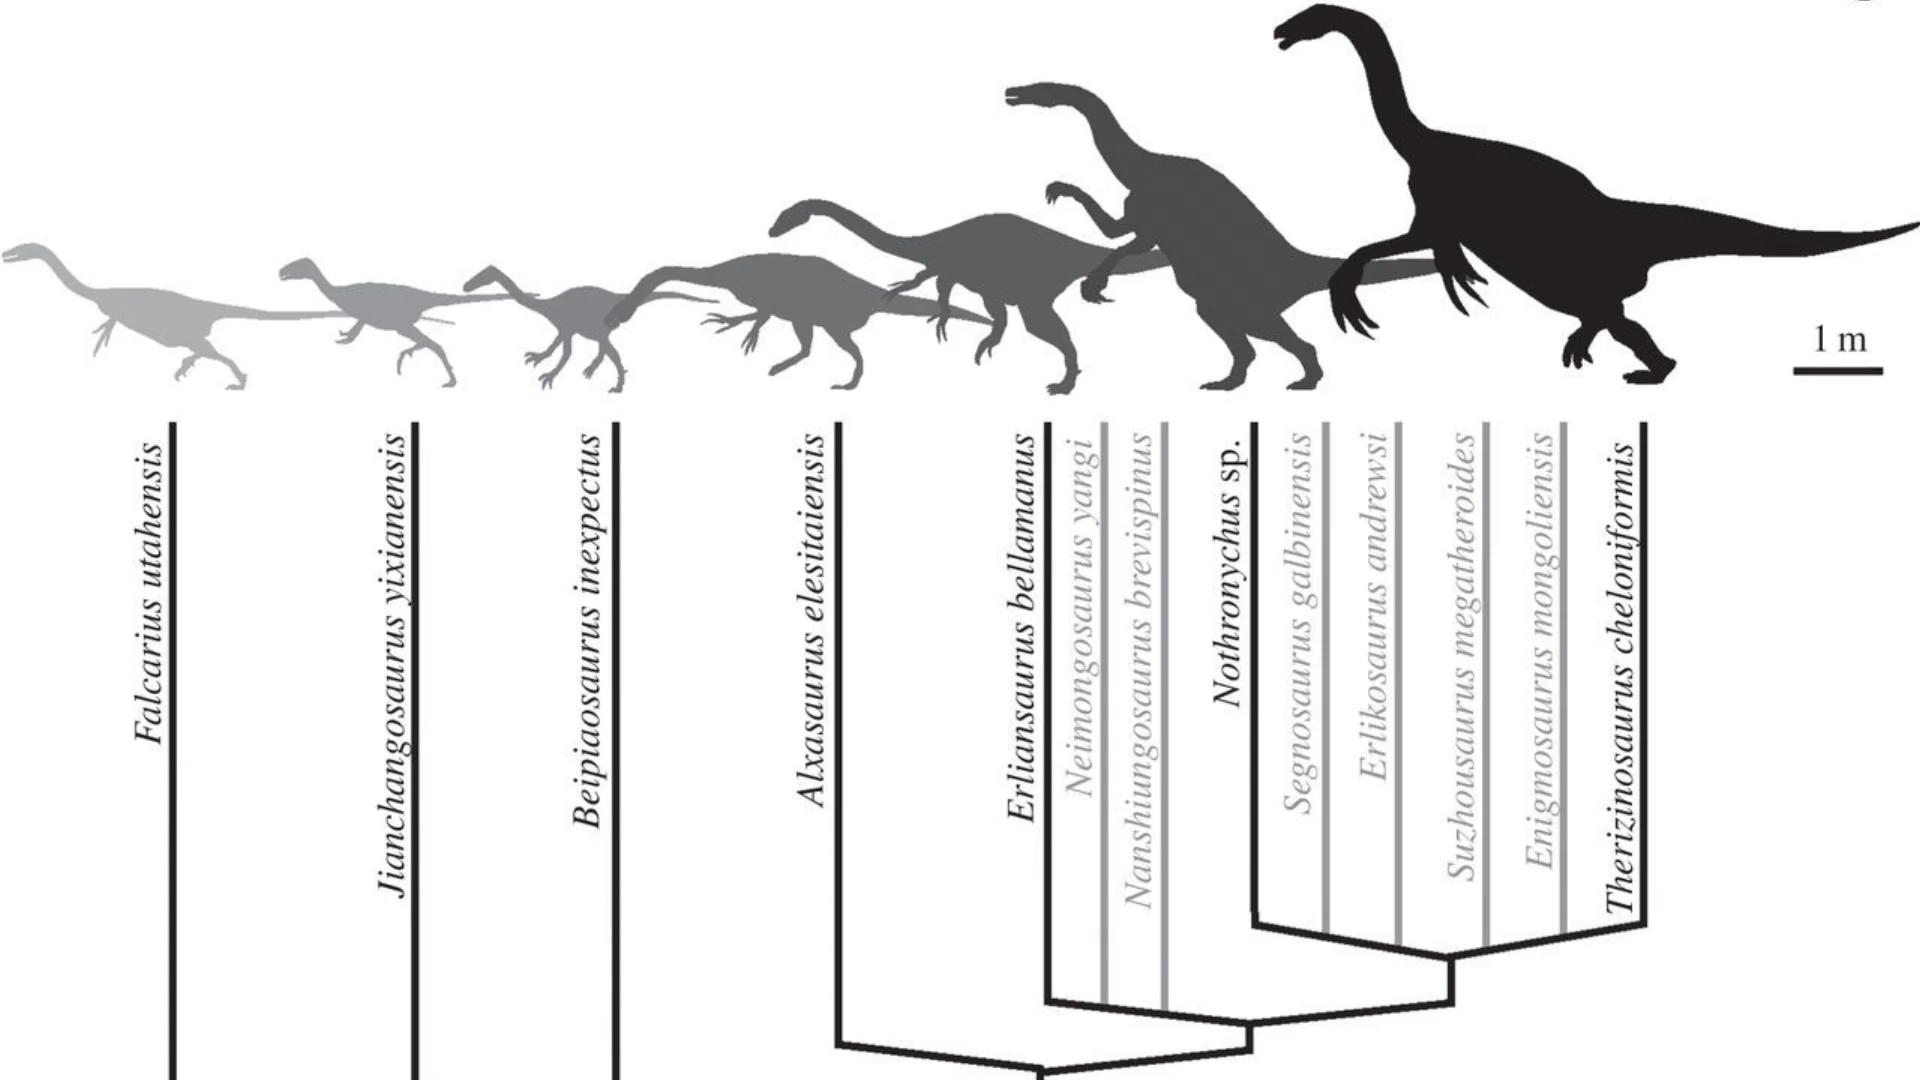 1 m
Falcarius utahensis
Jianchangosaurus yixianensis
Beipiaosaurus inexpectus
Alxasaurus elesitaiensis
Erliansaurus bellamanus
Neimongosaurus yangi
Nanshiungosaurus brevispinus
Nothronychus sp.
Segnosaurus galbinensis
Erlikosaurus andrewsi
Suzhousaurus megatheroides
Enigmosaurus mongoliensis
Therizinosaurus cheloniformis